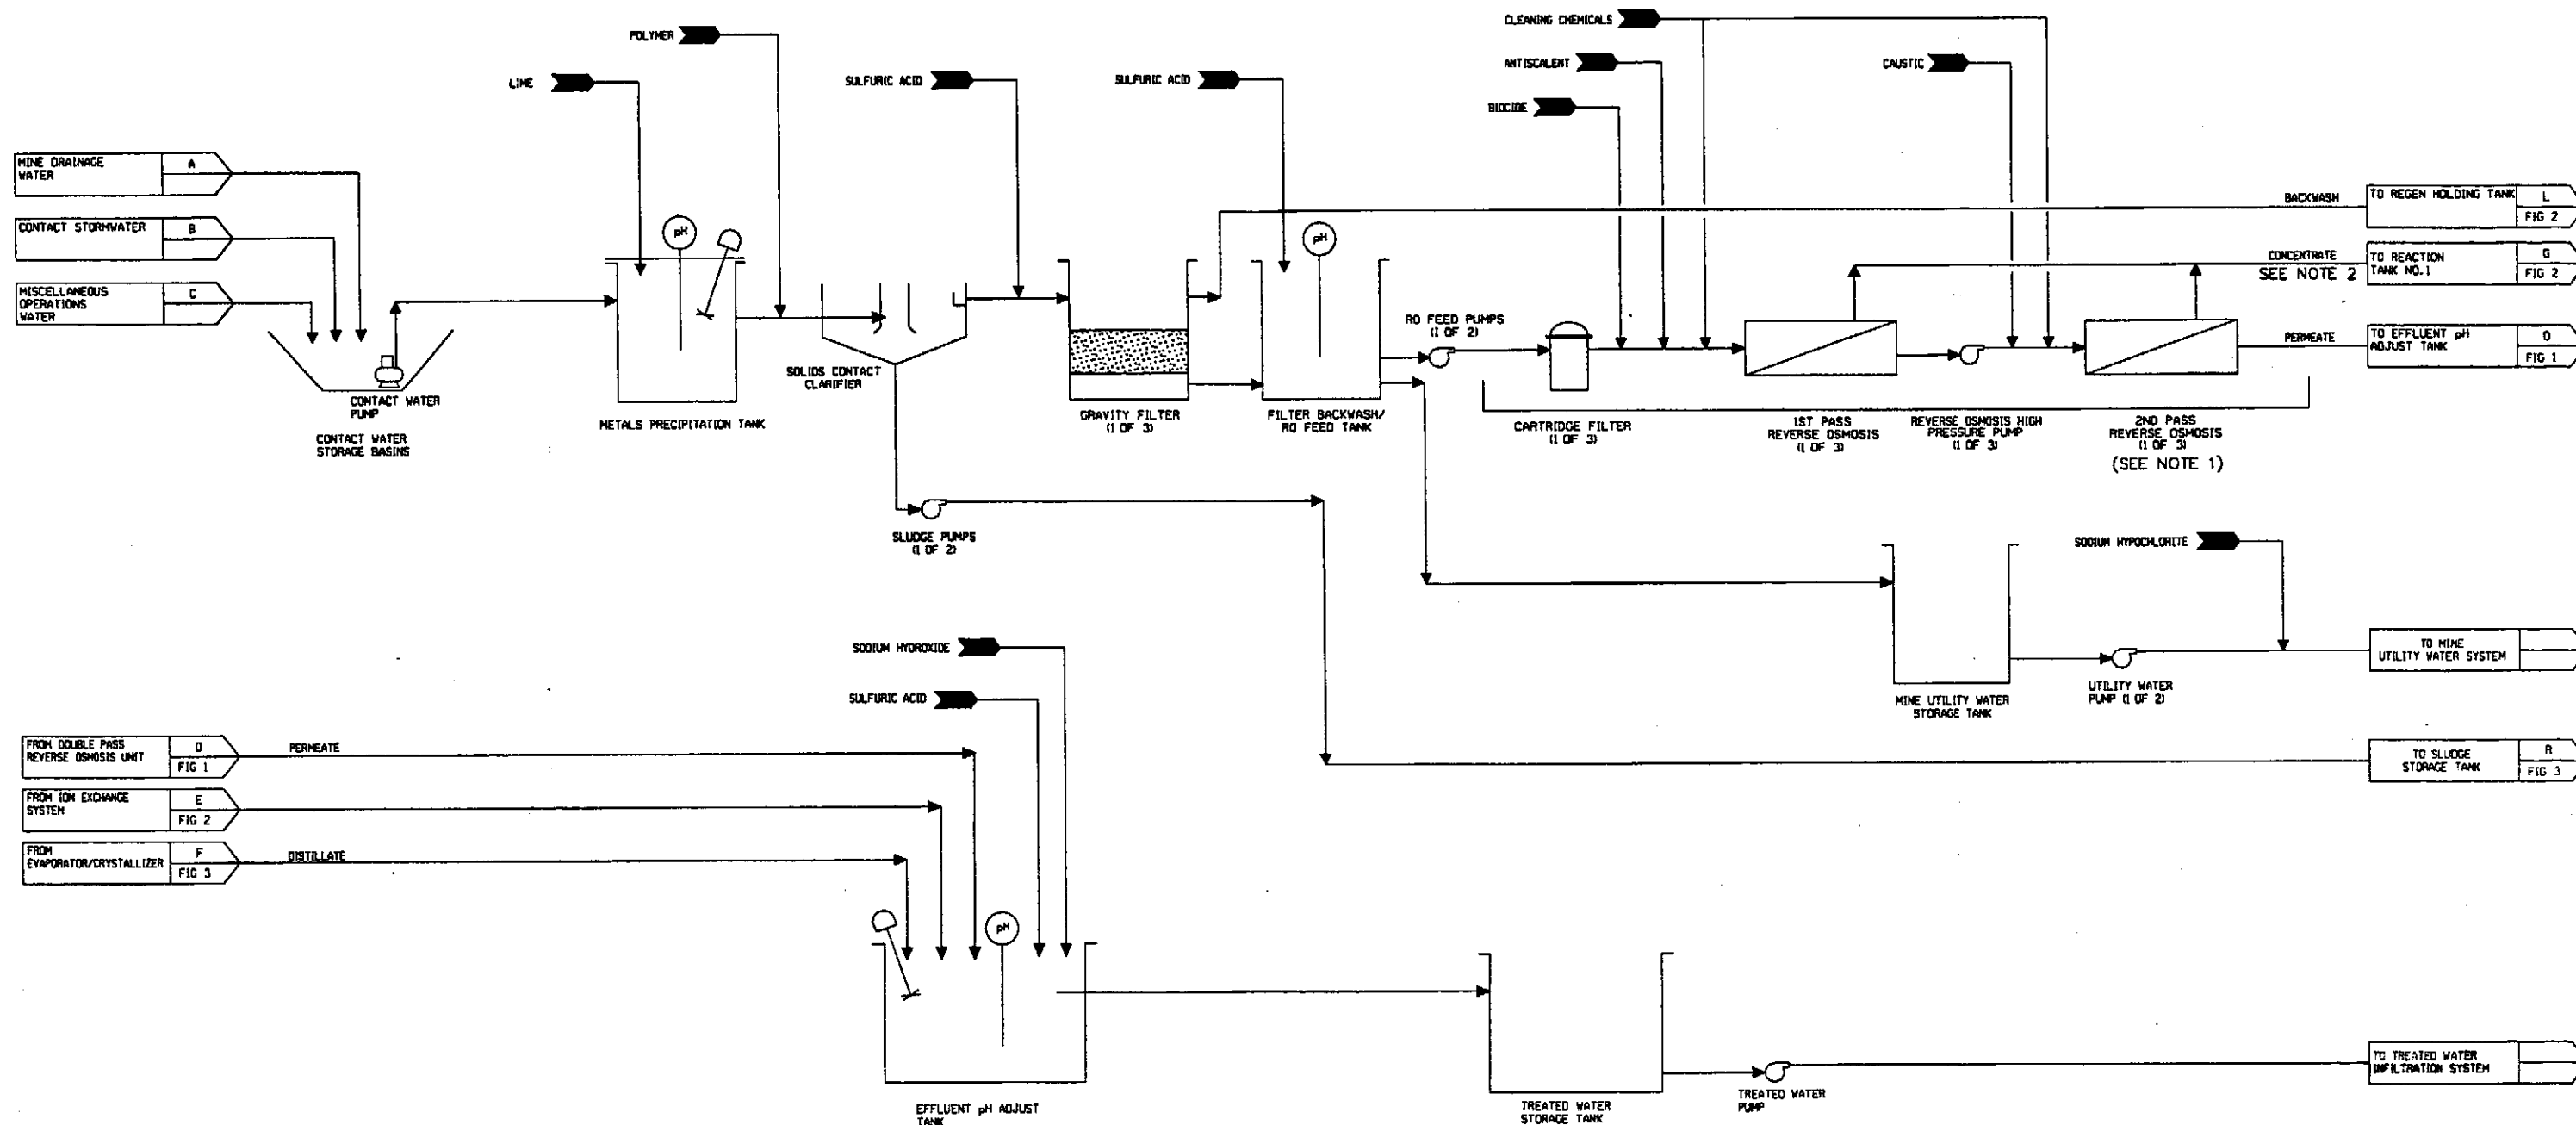 CLEANING CHEMICALS
POLYMER
ANTISCALENT
CAUSTIC
LIME
SULFURIC ACID
SULFURIC ACID
BIOCIDE
MINE DRAINAGE
WATER
A
CONTACT STORMWATER
B
MISCELLANEOUS
OPERATIONS
WATER
C
pH
pH
BACKWASH
TO REGEN HOLDING TANK
L
FIG 2
CONCENTRATE
SEE NOTE 2
TO REACTION
TANK NO.1
G
FIG 2
PERMEATE
TO EFFLUENT pH
ADJUST TANK
D
FIG 1
RO FEED PUMPS
(1 OF 2)
CONTACT WATER
PUMP
CONTACT WATER
STORAGE BASINS
METALS PRECIPITATION TANK
SOLIDS CONTACT
CLARIFIER
GRAVITY FILTER
(1 OF 3)
FILTER BACKWASH/
RO FEED TANK
CARTRIDGE FILTER
(1 OF 3)
1ST PASS
REVERSE OSMOSIS
(1 OF 3)
REVERSE OSMOSIS HIGH
PRESSURE PUMP
(1 OF 3)
2ND PASS
REVERSE OSMOSIS
(1 OF 3)
(SEE NOTE 1)
SLUDGE PUMPS
(1 OF 2)
SODIUM HYPOCHLORITE
MINE UTILITY WATER
STORAGE TANK
UTILITY WATER
PUMP (1 OF 2)
TO MINE
UTILITY WATER SYSTEM
SODIUM HYDROXIDE
SULFURIC ACID
FROM DOUBLE PASS
REVERSE OSMOSIS UNIT
D
FIG 1
PERMEATE
TO SLUDGE
STORAGE TANK
R
FIG 3
FROM ION EXCHANGE
SYSTEM
E
FIG 2
FROM
EVAPORATOR/CRYSTALLIZER
F
FIG 3
DISTILLATE
pH
EFFLUENT pH ADJUST
TANK
TREATED WATER
STORAGE TANK
TREATED WATER
PUMP
TO TREATED WATER
INFILTRATION SYSTEM